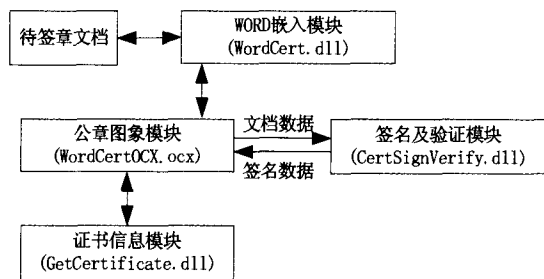 待签章文档
WORD嵌入模块
(WordCert.dll)
公章图象模块
(WordCertOCX.ocx)
文档数据
签名数据
签名及验证模块
(CertSignVerify.dll)
证书信息模块
(GetCertificate.dll)